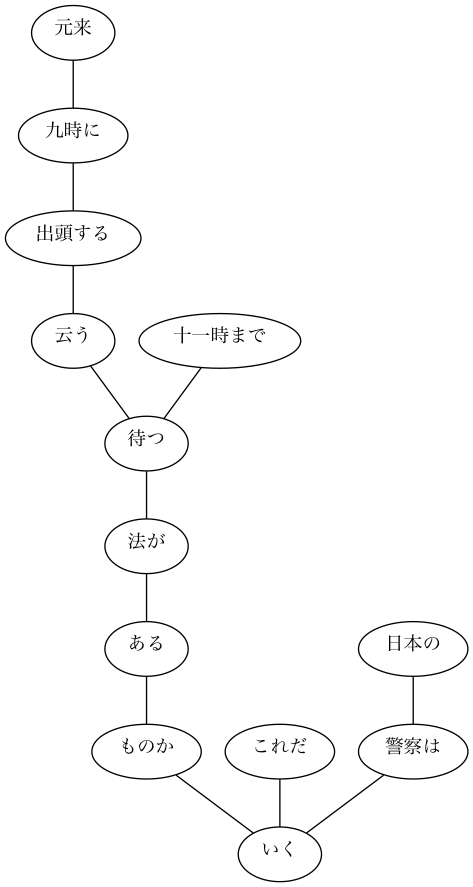 元来
九時に
出頭する
云う
十一時まで
待つ
法が
ある
日本の
ものか
これだ
警察は
いく